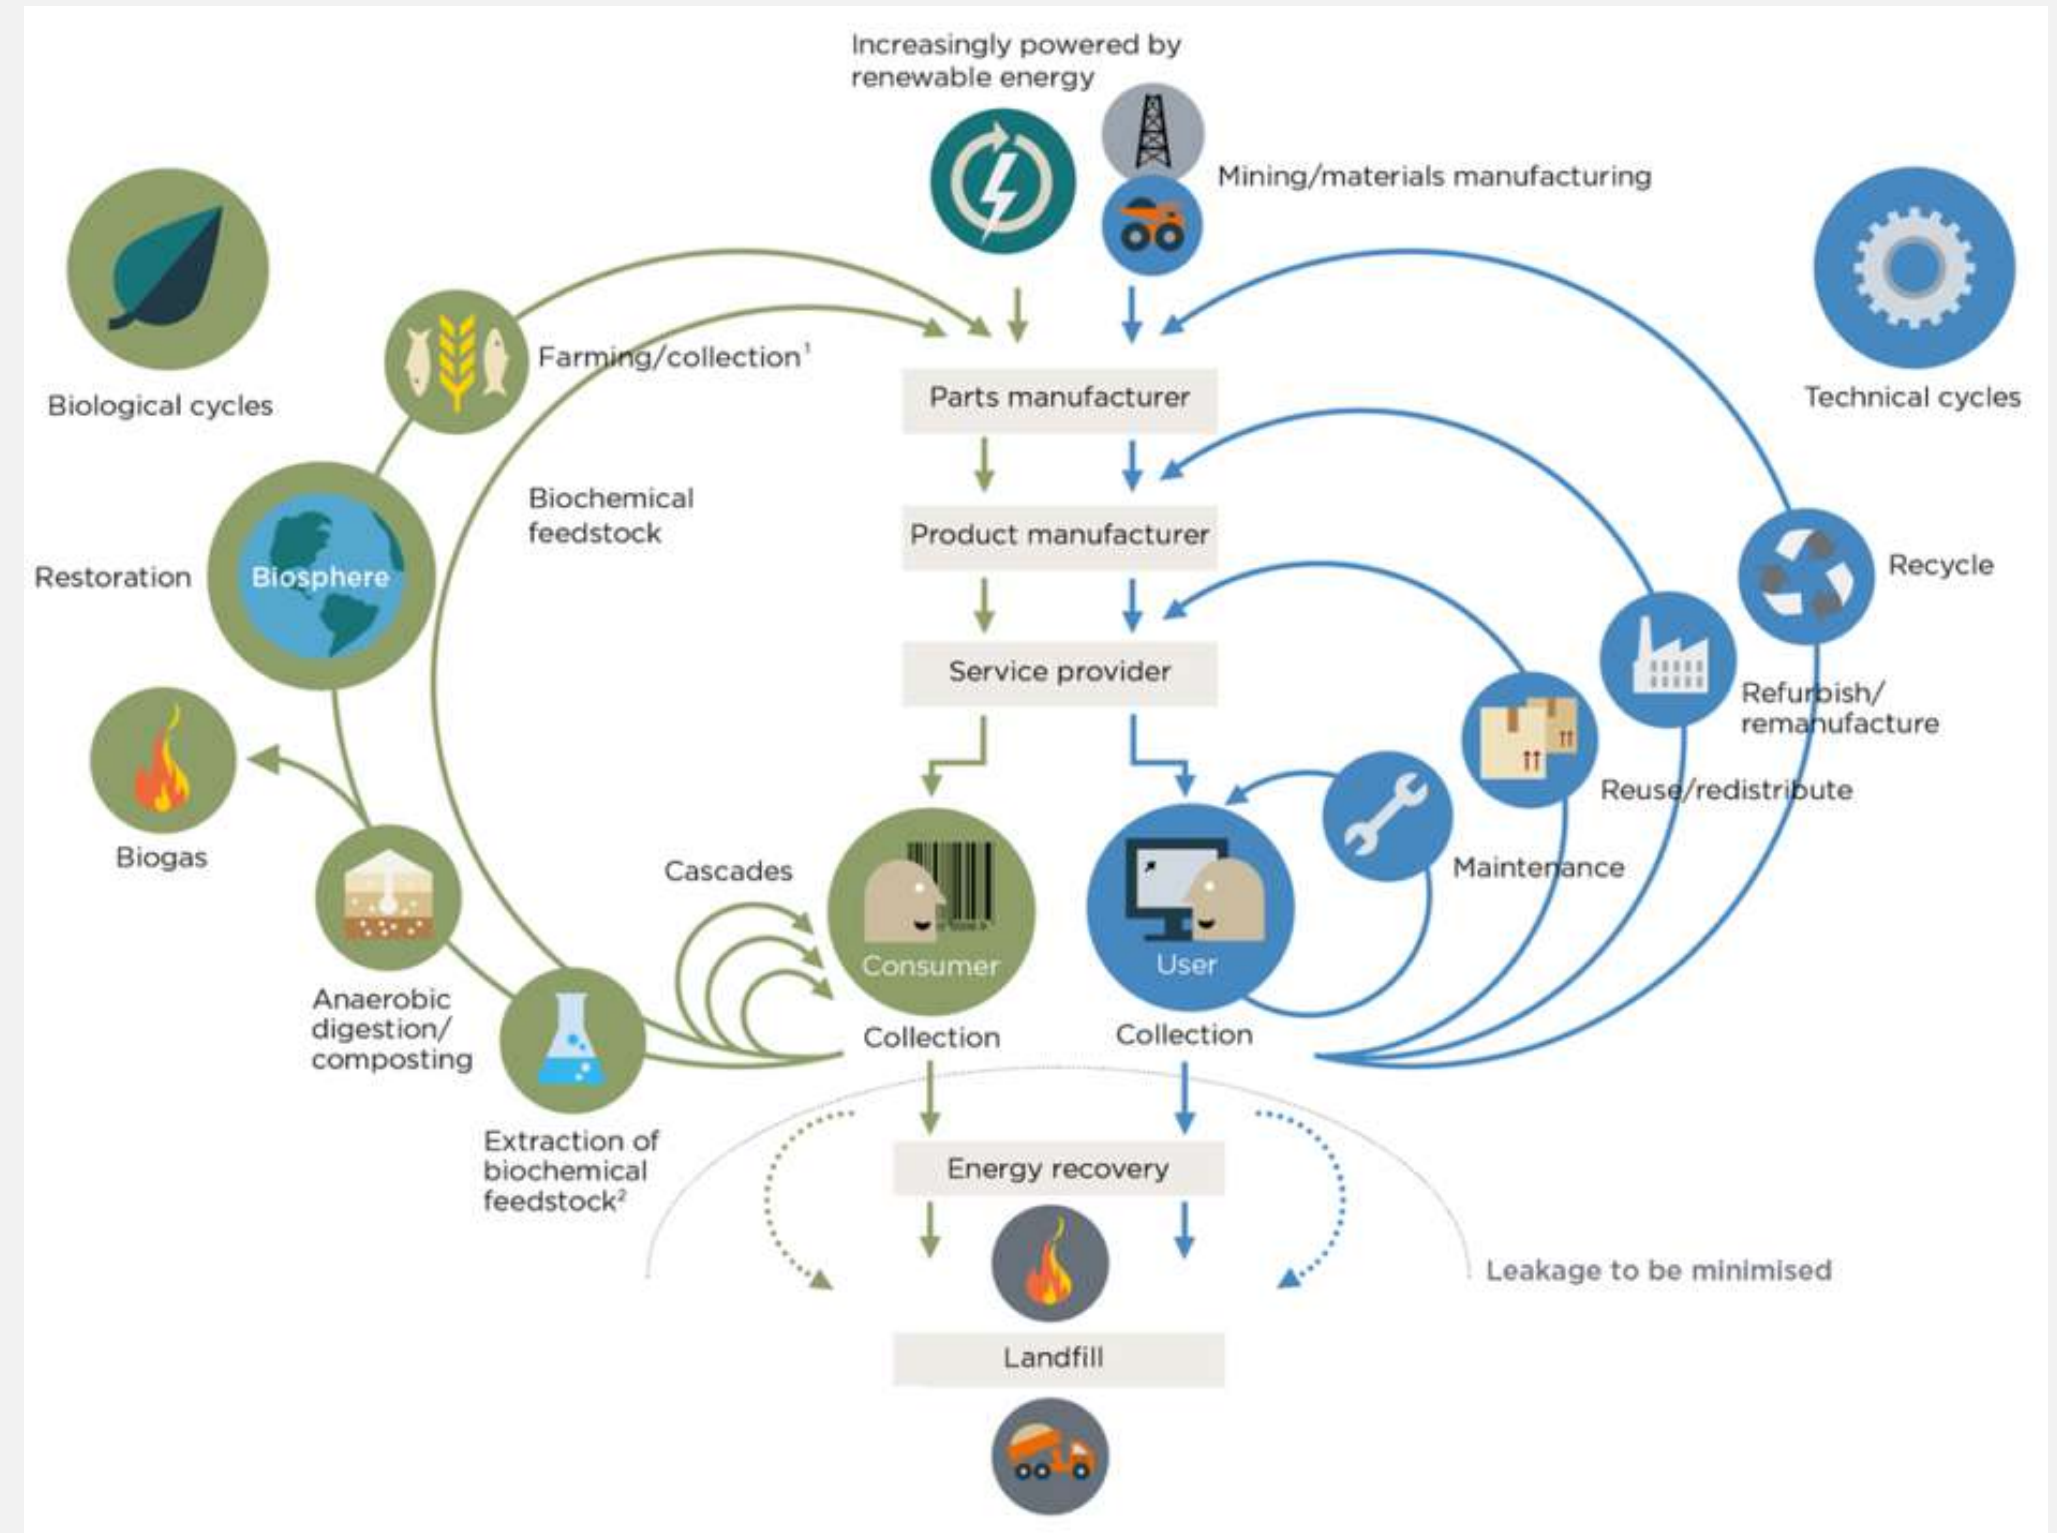 Increasingly powered by
renewable energy
Mining/materials manufacturing
Biological cycles
Technical cycles
Farming/collection¹
Parts manufacturer
Biochemical
feedstock
Product manufacturer
Restoration
Biosphere
Recycle
Service provider
Refurbish/
remanufacture
Reuse/redistribute
Biogas
Cascades
Maintenance
Consumer
User
Anaerobic
digestion/
composting
Collection
Collection
Extraction of
biochemical
feedstock²
Energy recovery
Leakage to be minimised
Landfill